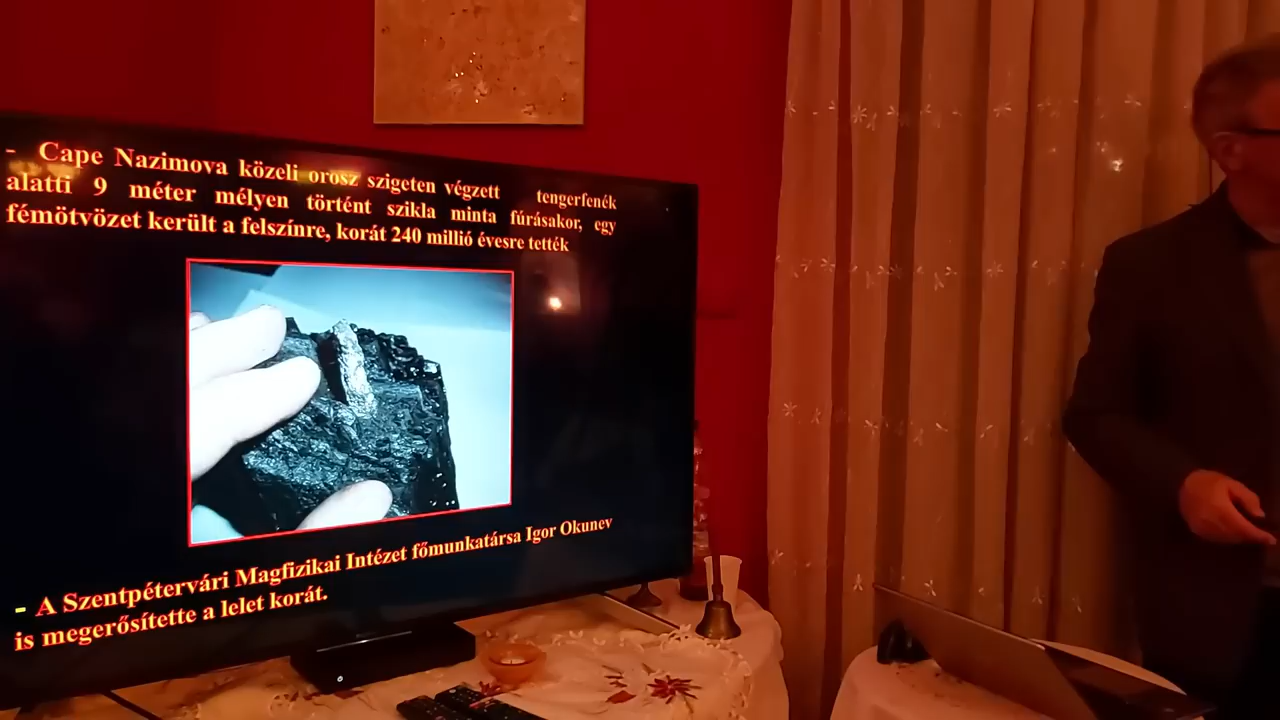 - Cape Nazimova közeli orosz szigeten végzett tengerfenék
alatti 9 méter mélyen történt szikla minta fúrásakor, egy
fémötvözet került a felszínre, korát 240 millió évesre tették
- A Szentpétervári Magfizikai Intézet főmunkatársa Igor Okunev
is megerősítette a lelet korát.